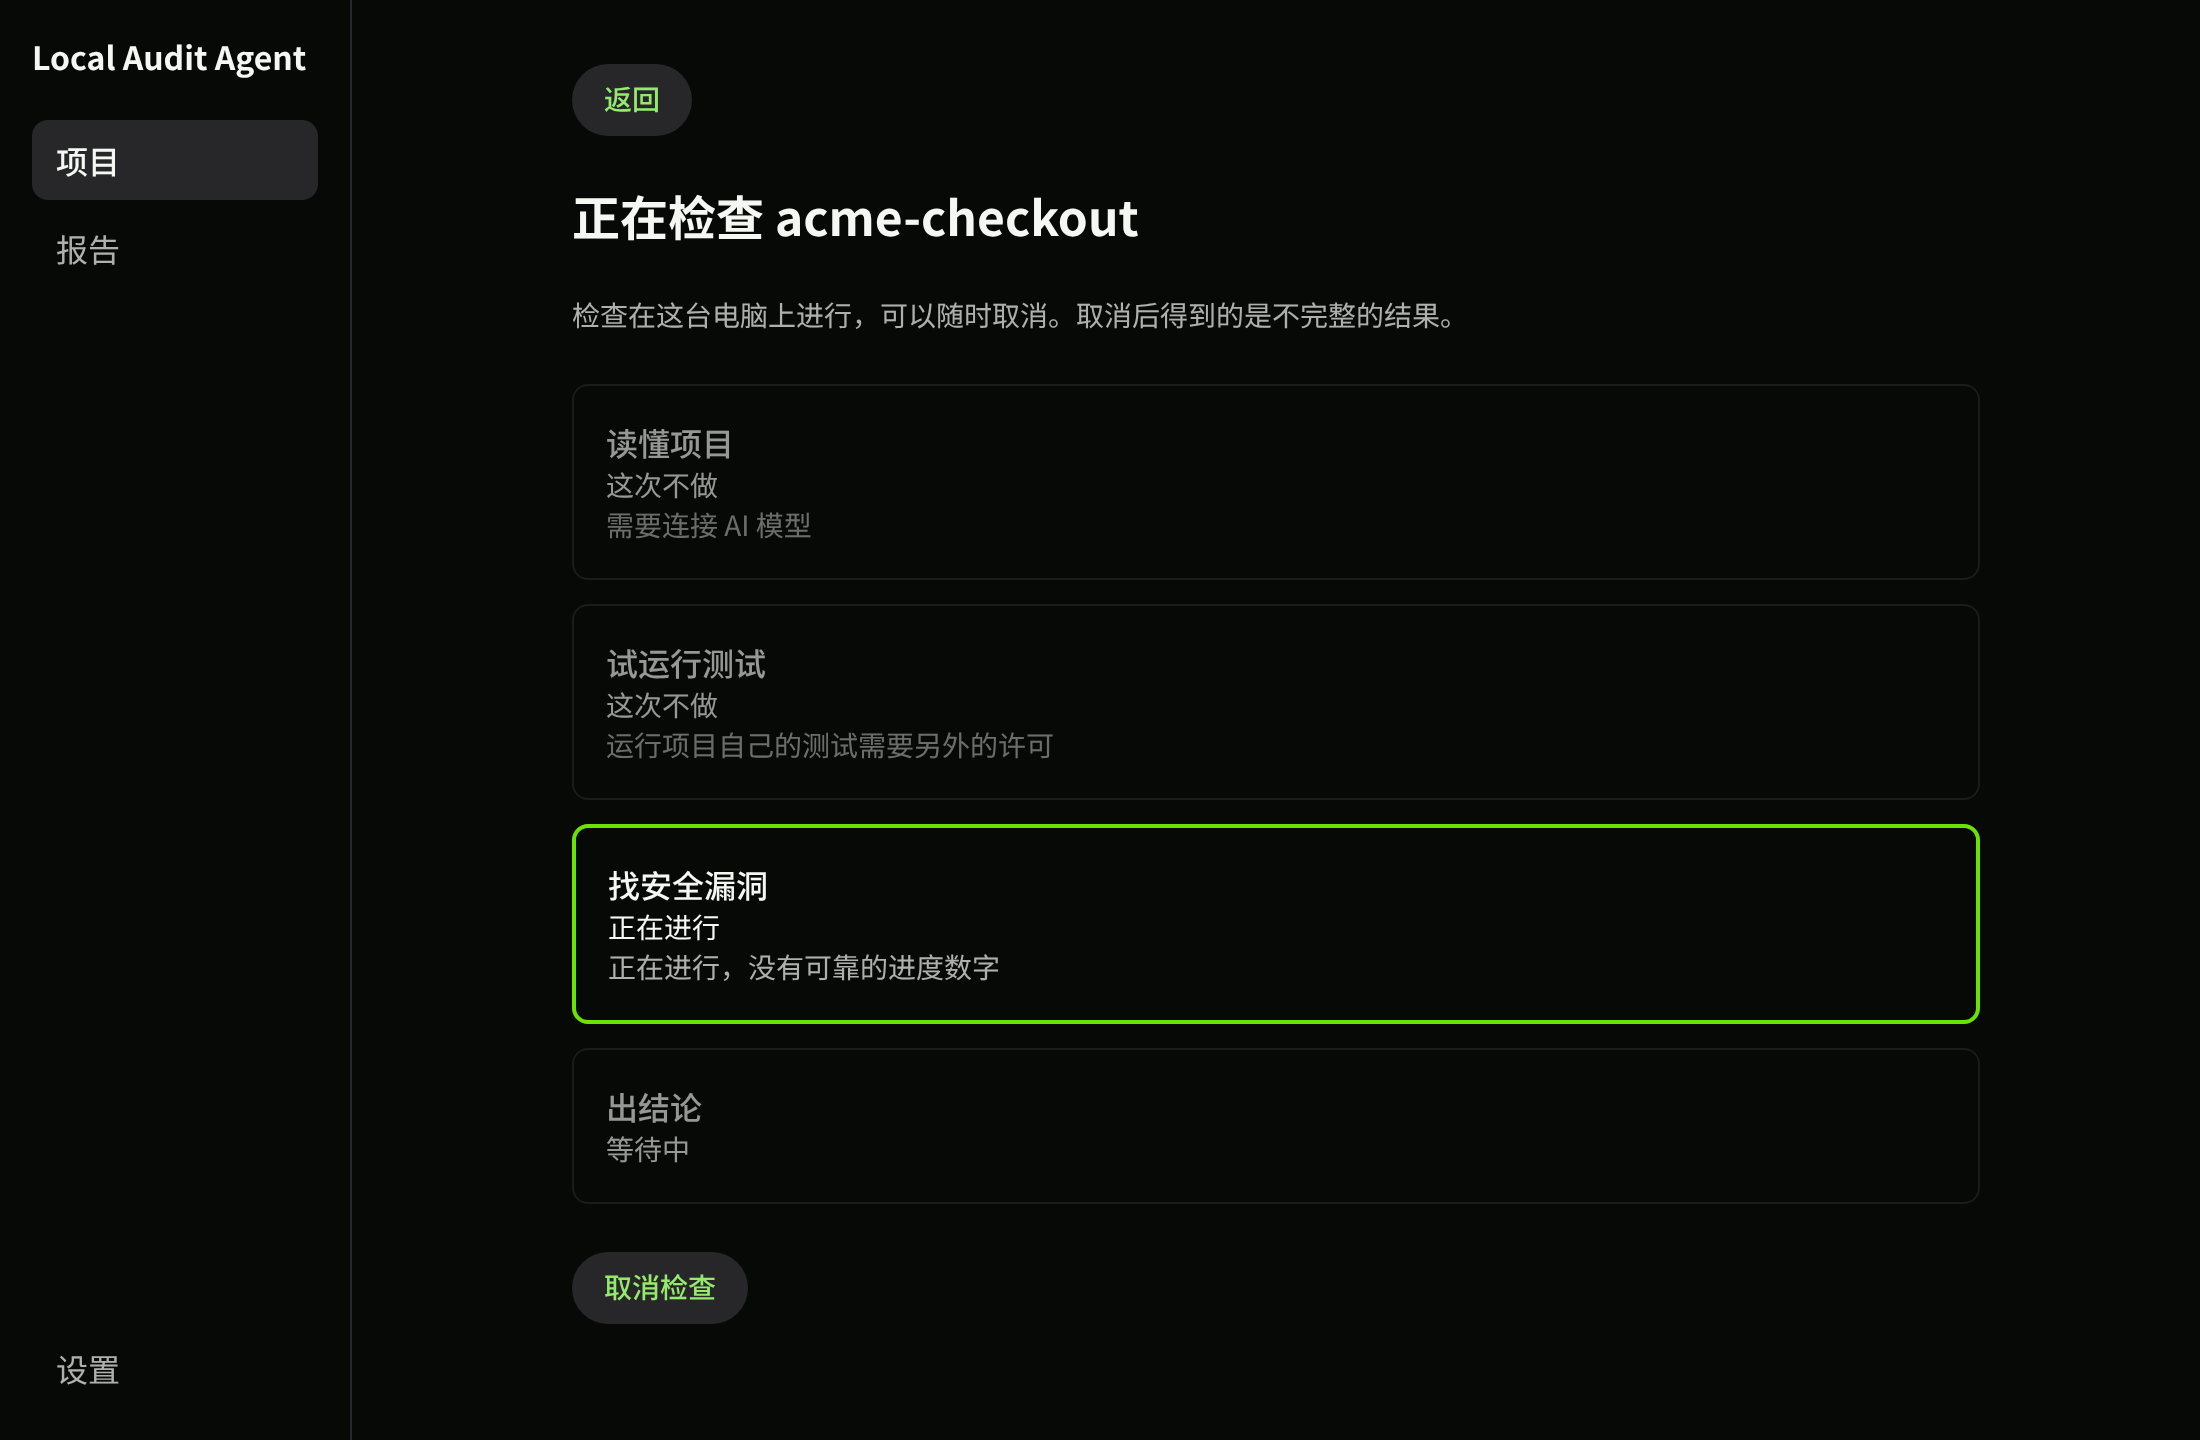 Local Audit Agent
项目
报告
设置
返回
正在检查 acme-checkout
检查在这台电脑上进行，可以随时取消。取消后得到的是不完整的结果。
读懂项目
这次不做
需要连接 AI 模型
试运行测试
这次不做
运行项目自己的测试需要另外的许可
找安全漏洞
正在进行
正在进行，没有可靠的进度数字
出结论
等待中
取消检查